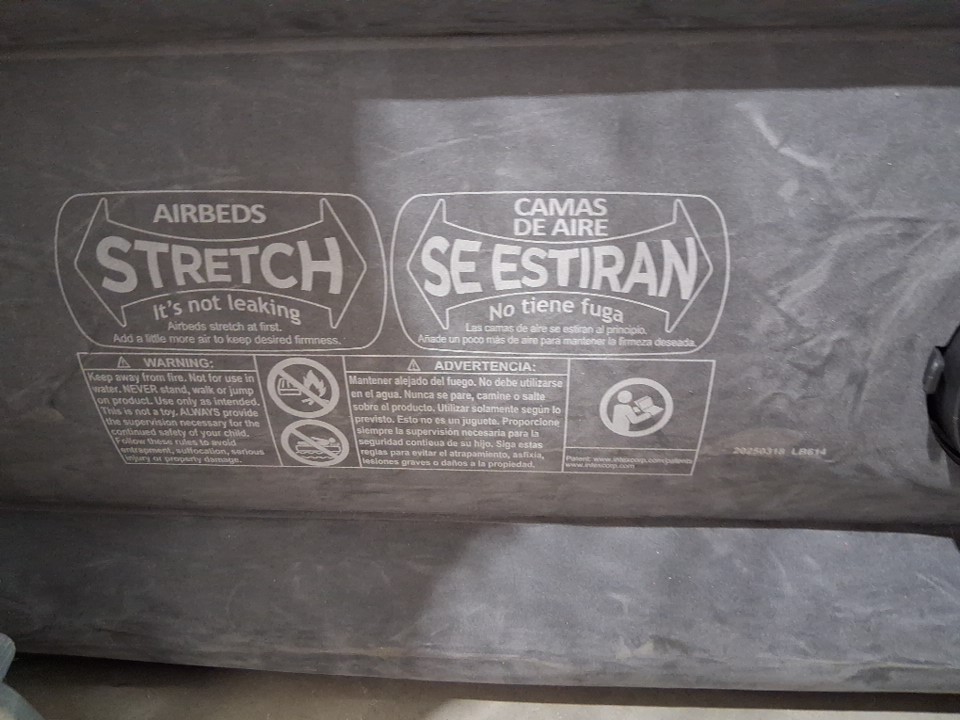 AIRBEDS
STRETCH
It's not leaking
Airbeds stretch at first.
Add a little more air to keep desired firmness.
CAMAS
DE AIRE
SE ESTIRAN
No tiene fuga
Las camas de aire se estiran al principio.
Añade un poco más de aire para mantener la firmeza deseada.
WARNING:
Keep away from fire. Not for use in
water. NEVER stand, walk or jump
on product. Use only as intended.
This is not a toy. ALWAYS provide
the supervision necessary for the
continued safety of your child.
Follow these rules to avoid
entrapment, suffocation, serious
injury or property damage.
ADVERTENCIA:
Mantener alejado del fuego. No debe utilizarse
en el agua. Nunca se pare, camine o salte
sobre el producto. Utilizar solamente según lo
previsto. Esto no es un juguete. Proporcione
siempre la supervisión necesaria para la
seguridad continua de su hijo. Siga estas
reglas para evitar el atrapamiento, asfixia,
lesiones graves o daños a la propiedad.
Patent: www.intexcorp.com/patents
www.intexcorp.com
20250318 LB614